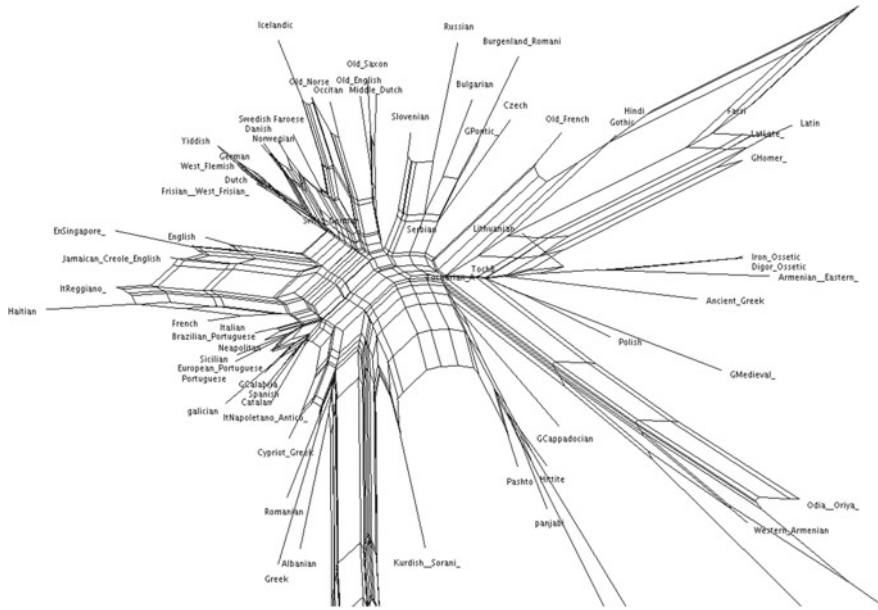 Icelandic
Russian
Burgenland_Romani
Old_Saxon
Old_Norse
Old_English
Occitan
Middle_Dutch
Bulgarian
Czech
Slovenian
Swedish Faroese
Danish
Norwegian
GPontic_
Old_French
Hindi
Gothic
Farsi
Latin
LatLate_
GHomer_
Yiddish
German
West_Flemish
Dutch
Frisian__West_Frisian_
Serbian
Lithuanian
EnSingapore_
English
Jamaican_Creole_English
ItReggiano_
Haitian
TochB
Tocharian_A
Iron_Ossetic
Digor_Ossetic
Armenian__Eastern_
Ancient_Greek
French
Italian
Brazilian_Portuguese
Neapolitan
Sicilian
European_Portuguese
Portuguese
GCalabria
Spanish
Catalan
galician
ItNapoletano_Antico_
Polish
GMedieval_
Cypriot_Greek
GCappadocian
Pashto
Hittite
panjabi
Romanian
Odia__Oriya_
Western_Armenian
Albanian
Greek
Kurdish__Sorani_